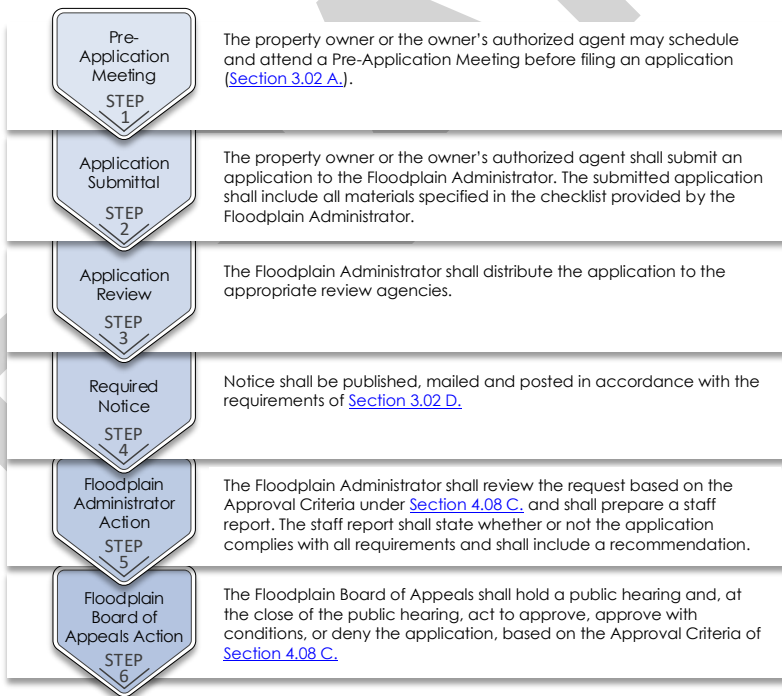 Pre-
Application
Meeting
STEP
1
The property owner or the owner's authorized agent may schedule
and attend a Pre-Application Meeting before filing an application
(Section 3.02 A.).
Application
Submittal
STEP
2
The property owner or the owner's authorized agent shall submit an
application to the Floodplain Administrator. The submitted application
shall include all materials specified in the checklist provided by the
Floodplain Administrator.
Application
Review
STEP
3
The Floodplain Administrator shall distribute the application to the
appropriate review agencies.
Required
Notice
STEP
4
Notice shall be published, mailed and posted in accordance with the
requirements of Section 3.02 D.
Floodplain
Administrator
Action
STEP
5
The Floodplain Administrator shall review the request based on the
Approval Criteria under Section 4.08 C. and shall prepare a staff
report. The staff report shall state whether or not the application
complies with all requirements and shall include a recommendation.
Floodplain
Board of
Appeals Action
STEP
6
The Floodplain Board of Appeals shall hold a public hearing and, at
the close of the public hearing, act to approve, approve with
conditions, or deny the application, based on the Approval Criteria of
Section 4.08 C.